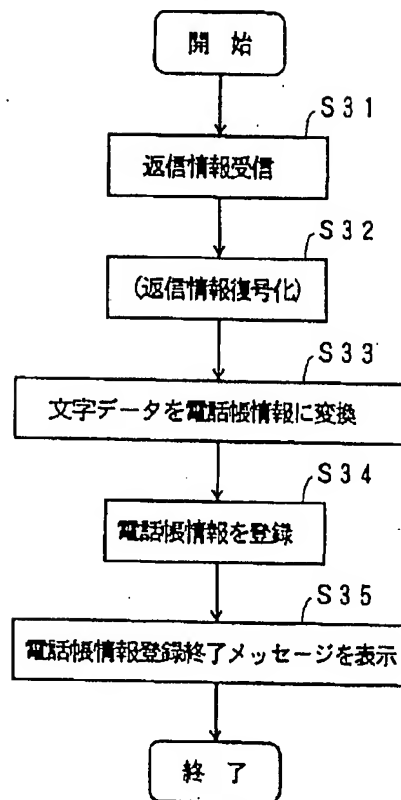 開 始
S31
返信情報受信
S32
(返信情報復号化)
S33
文字データを電話帳情報に変換
S34
電話帳情報を登録
S35
電話帳情報登録終了メッセージを表示
終 了